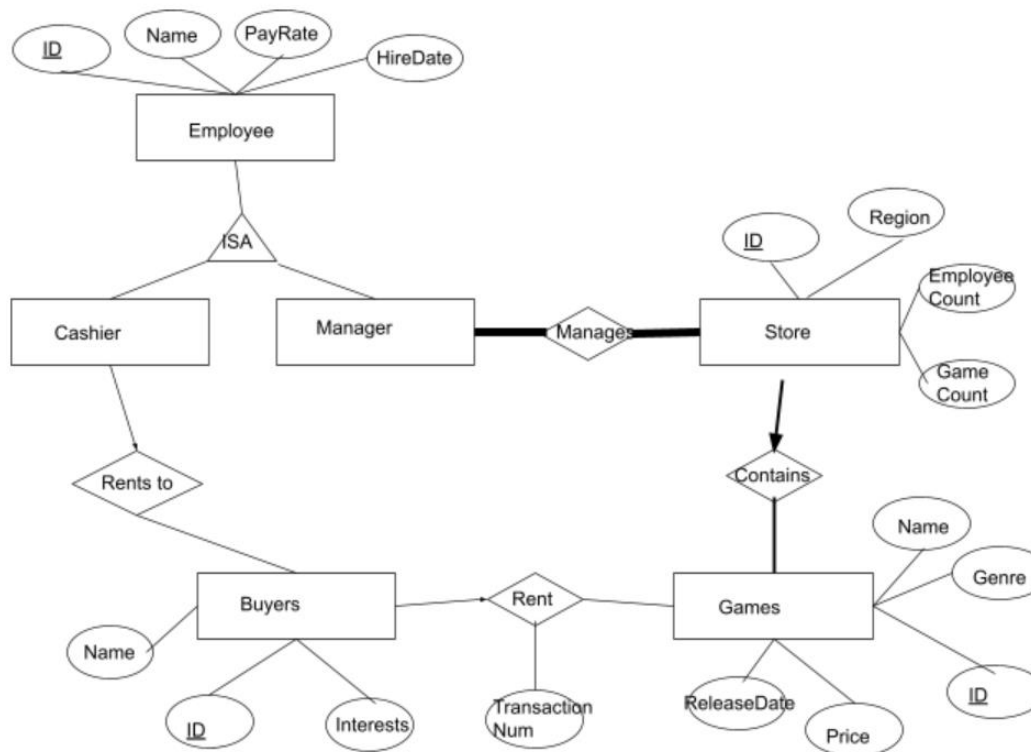 ID
Name
PayRate
HireDate
Employee
ISA
Region
ID
Employee
Count
Cashier
Manager
Manages
Store
Game
Count
Rents to
Contains
Name
Genre
Buyers
Rent
Games
Name
ID
Interests
Transaction
Num
ReleaseDate
Price
ID